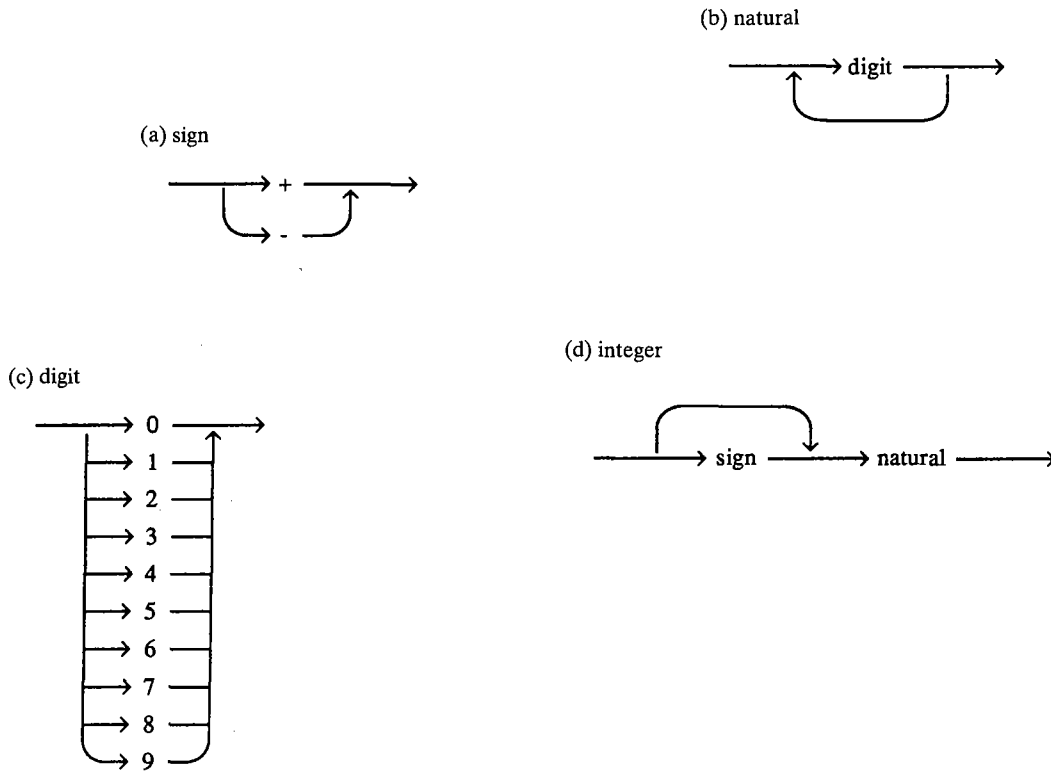 (b) natural
digit
(a) sign
+
-
(c) digit
0
1
2
3
4
5
6
7
8
9
(d) integer
sign natural